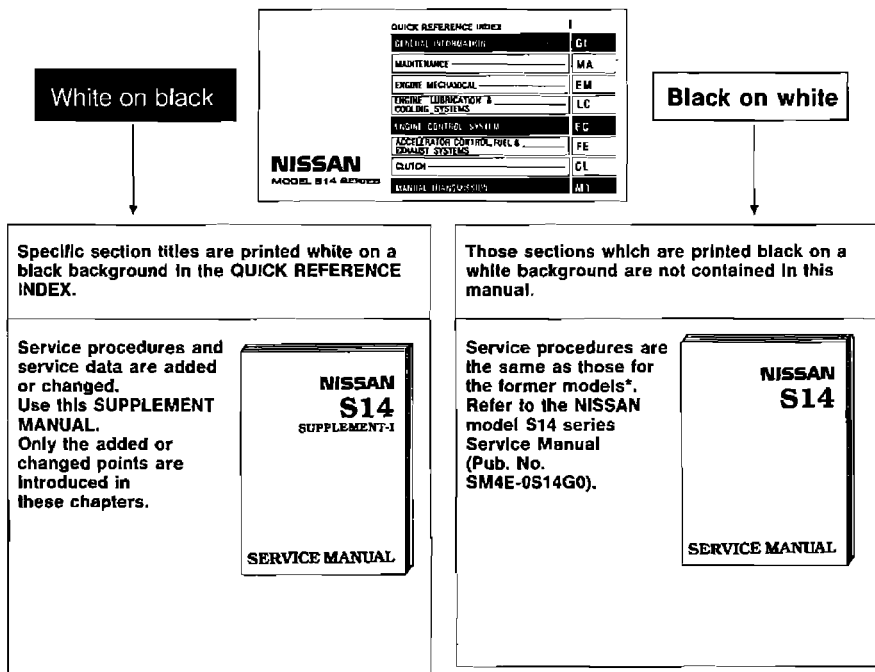 QUICK REFERENCE INDEX
GENERAL INFORMATION GI
MAINTENANCE MA
ENGINE MECHANICAL EM
ENGINE LUBRICATION &
COOLING SYSTEMS LC
ENGINE CONTROL SYSTEM EC
ACCELERATOR CONTROL, FUEL &
EXHAUST SYSTEMS FE
CLUTCH CL
MANUAL TRANSMISSION MT
NISSAN
MODEL S14 SERIES
White on black
Black on white
Specific section titles are printed white on a
black background in the QUICK REFERENCE
INDEX.
Service procedures and
service data are added
or changed.
Use this SUPPLEMENT
MANUAL.
Only the added or
changed points are
introduced in
these chapters.
NISSAN
S14
SUPPLEMENT-I
SERVICE MANUAL
Those sections which are printed black on a
white background are not contained in this
manual.
Service procedures are
the same as those for
the former models*.
Refer to the NISSAN
model S14 series
Service Manual
(Pub. No.
SM4E-0S14G0).
NISSAN
S14
SERVICE MANUAL